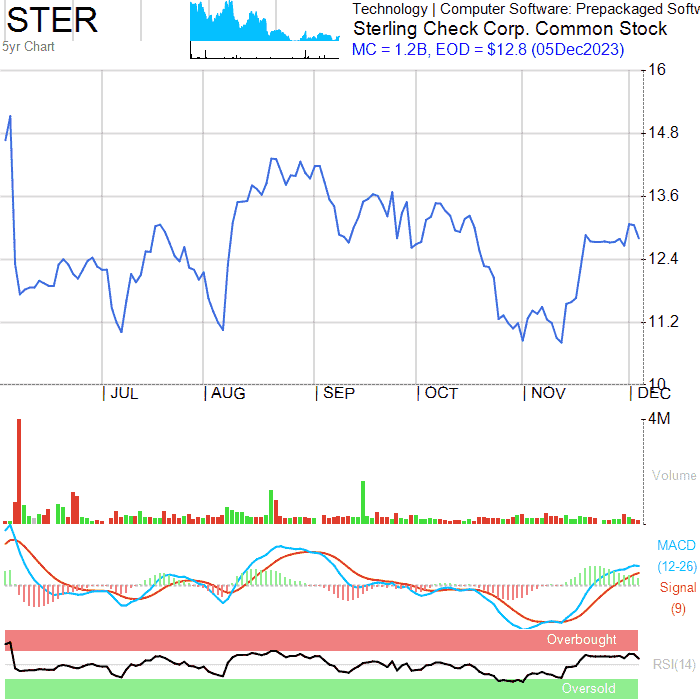 STER
5yr Chart
Technology | Computer Software: Prepackaged Softw
Sterling Check Corp. Common Stock
MC = 1.2B, EOD = $12.8 (05Dec2023)
16
14.8
13.6
12.4
11.2
10
| JUL | AUG | SEP | OCT | NOV | DEC
4M
Volume
MACD
(12-26)
Signal
(9)
Overbought
RSI(14)
Oversold